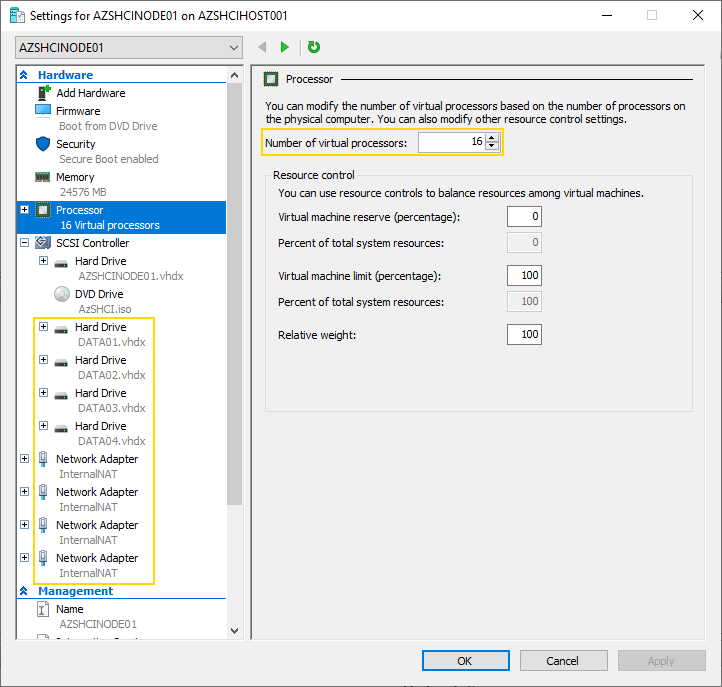 Settings for AZSHCINODE01 on AZSHCIHOST001
AZSHCINODE01
Hardware
Add Hardware
Firmware
Boot from DVD Drive
Security
Secure Boot enabled
Memory
24576 MB
Processor
16 Virtual processors
SCSI Controller
Hard Drive
AZSHCINODE01.vhdx
DVD Drive
AzSHCI.iso
Hard Drive
DATA01.vhdx
Hard Drive
DATA02.vhdx
Hard Drive
DATA03.vhdx
Hard Drive
DATA04.vhdx
Network Adapter
InternalNAT
Network Adapter
InternalNAT
Network Adapter
InternalNAT
Network Adapter
InternalNAT
Management
Name
AZSHCINODE01
Processor
You can modify the number of virtual processors based on the number of processors on
the physical computer. You can also modify other resource control settings.
Number of virtual processors: 16
Resource control
You can use resource controls to balance resources among virtual machines.
Virtual machine reserve (percentage): 0
Percent of total system resources: 0
Virtual machine limit (percentage): 100
Percent of total system resources: 100
Relative weight: 100
OK Cancel Apply